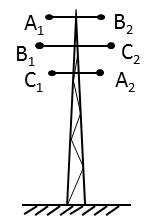 A₁ B₂
B₁ C₂
C₁ A₂